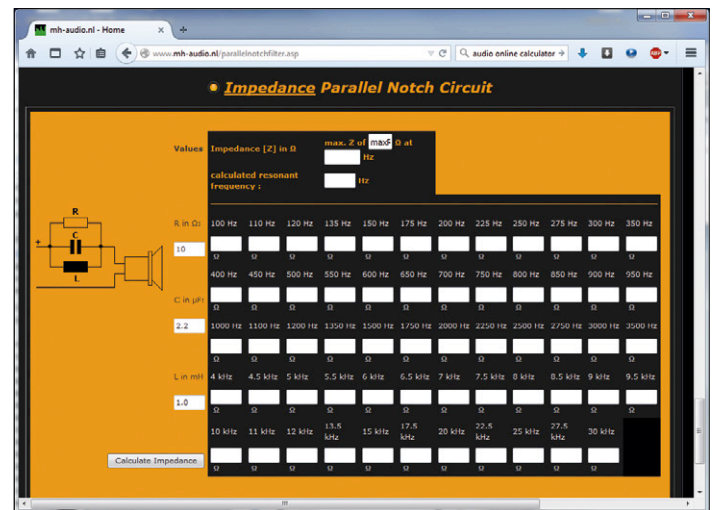 mh-audio.nl - Home
www.mh-audio.nl/parallelnotchfilter.asp
audio online calculator
ABP
Impedance Parallel Notch Circuit
Values
Impedance [Z] in Ω
max. Z of maxF Ω at
Hz
calculated resonant frequency :
Hz
R
C
L
+
R in Ω:
10
C in µF:
2.2
L in mH
1.0
100 Hz 110 Hz 120 Hz 135 Hz 150 Hz 175 Hz 200 Hz 225 Hz 250 Hz 275 Hz 300 Hz 350 Hz
Ω Ω Ω Ω Ω Ω Ω Ω Ω Ω Ω Ω
400 Hz 450 Hz 500 Hz 550 Hz 600 Hz 650 Hz 700 Hz 750 Hz 800 Hz 850 Hz 900 Hz 950 Hz
Ω Ω Ω Ω Ω Ω Ω Ω Ω Ω Ω Ω
1000 Hz 1100 Hz 1200 Hz 1350 Hz 1500 Hz 1750 Hz 2000 Hz 2250 Hz 2500 Hz 2750 Hz 3000 Hz 3500 Hz
Ω Ω Ω Ω Ω Ω Ω Ω Ω Ω Ω Ω
4 kHz 4.5 kHz 5 kHz 5.5 kHz 6 kHz 6.5 kHz 7 kHz 7.5 kHz 8 kHz 8.5 kHz 9 kHz 9.5 kHz
Ω Ω Ω Ω Ω Ω Ω Ω Ω Ω Ω Ω
10 kHz 11 kHz 12 kHz 13.5 kHz 15 kHz 17.5 kHz 20 kHz 22.5 kHz 25 kHz 27.5 kHz 30 kHz
Ω Ω Ω Ω Ω Ω Ω Ω Ω Ω Ω
Calculate Impedance